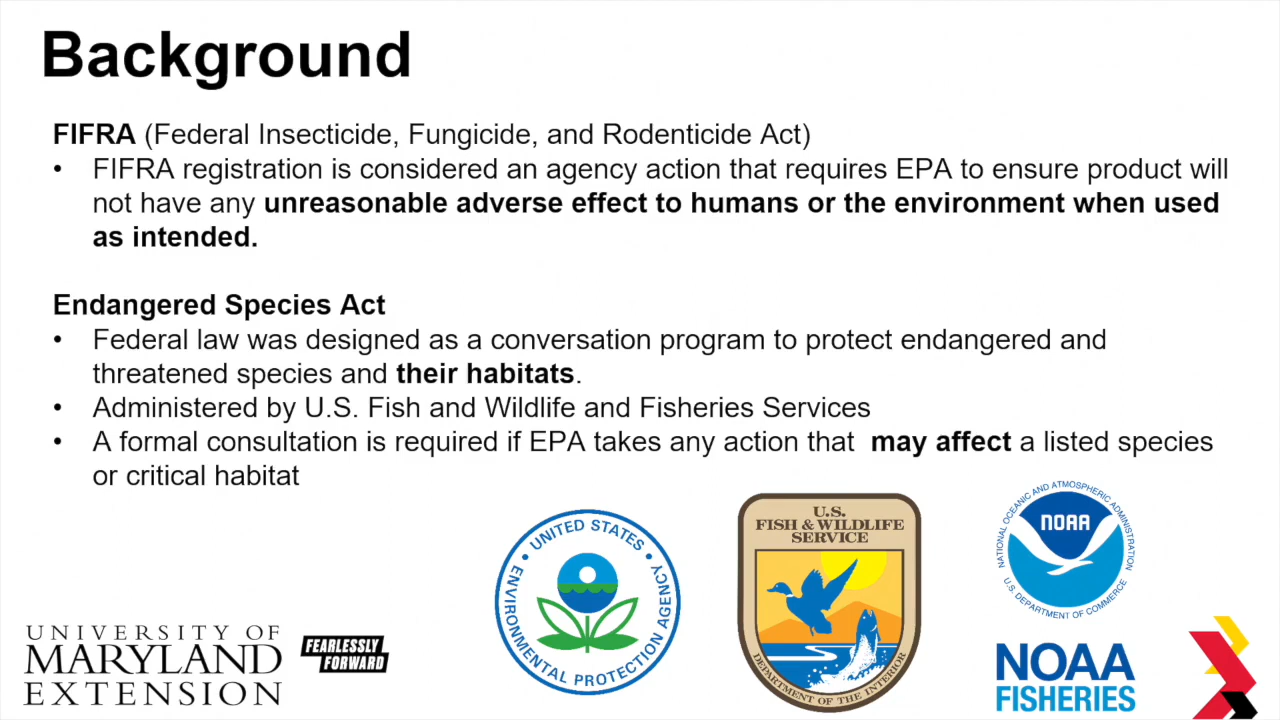 Background
FIFRA (Federal Insecticide, Fungicide, and Rodenticide Act)
• FIFRA registration is considered an agency action that requires EPA to ensure product will
not have any unreasonable adverse effect to humans or the environment when used
as intended.
Endangered Species Act
• Federal law was designed as a conversation program to protect endangered and
threatened species and their habitats.
• Administered by U.S. Fish and Wildlife and Fisheries Services
• A formal consultation is required if EPA takes any action that  may affect a listed species
or critical habitat
UNIVERSITY OF
MARYLAND
EXTENSION
FEARLESSLY
FORWARD
UNITED STATES
ENVIRONMENTAL PROTECTION AGENCY
U.S.
FISH & WILDLIFE
SERVICE
DEPARTMENT OF THE INTERIOR
NATIONAL OCEANIC AND ATMOSPHERIC ADMINISTRATION
NOAA
U.S. DEPARTMENT OF COMMERCE
NOAA
FISHERIES